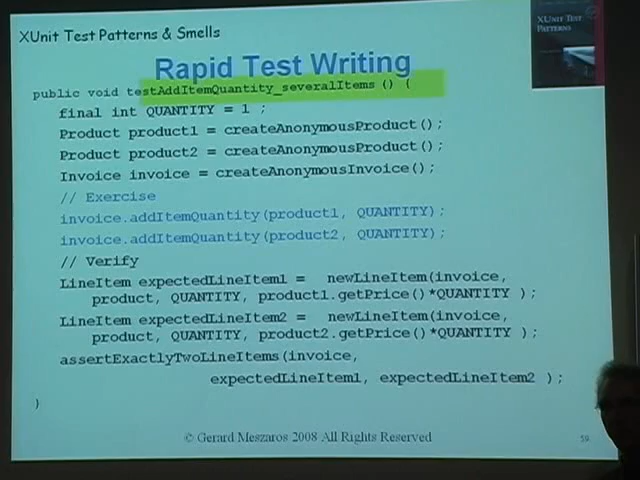 XUnit Test Patterns & Smells
XUnit Test
Patterns
Rapid Test Writing
public void testAddItemQuantity_severalItems () {
final int QUANTITY = 1 ;
Product product1 = createAnonymousProduct();
Product product2 = createAnonymousProduct();
Invoice invoice = createAnonymousInvoice();
// Exercise
invoice.addItemQuantity(product1, QUANTITY);
invoice.addItemQuantity(product2, QUANTITY);
// Verify
LineItem expectedLineItem1 = newLineItem(invoice,
product, QUANTITY, product1.getPrice()*QUANTITY );
LineItem expectedLineItem2 = newLineItem(invoice,
product, QUANTITY, product2.getPrice()*QUANTITY );
assertExactlyTwoLineItems(invoice,
expectedLineItem1, expectedLineItem2 );
}
© Gerard Meszaros 2008 All Rights Reserved
59